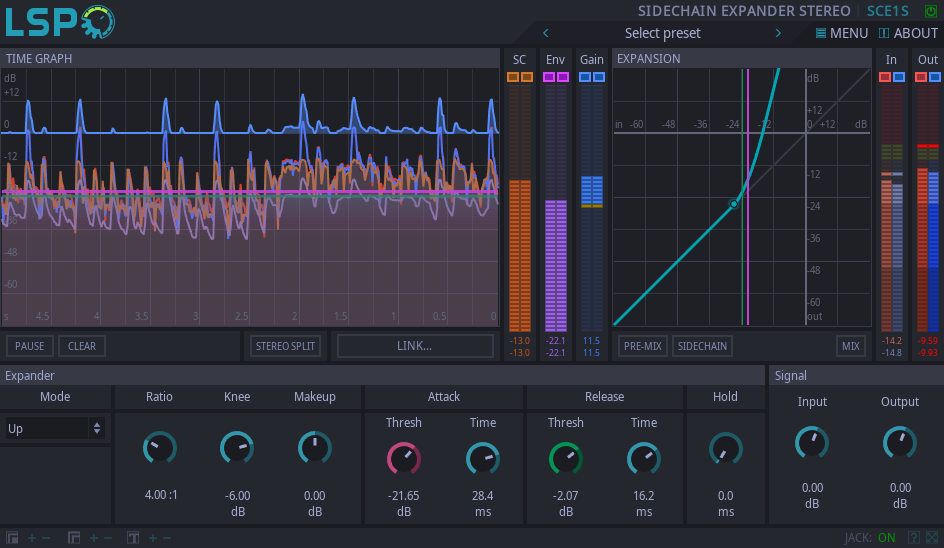 LSP
SIDECHAIN EXPANDER STEREO SCE1S
Select preset
MENU
ABOUT
TIME GRAPH
SC Env Gain
EXPANSION
In Out
dB
+12
0
-12
-48
-60
s 4.5 4 3.5 3 2.5 2 1.5 1 0.5 0
-13.0 -22.1 11.5
-13.0 -22.1 11.5
dB
+12
in -60 -48 -36 -24 -12 0 +12 dB
-12
-24
-36
-48
-60
out
-14.2 -9.59
-14.8 -9.93
PAUSE CLEAR STEREO SPLIT LINK... PRE-MIX SIDECHAIN MIX
Expander
Signal
Mode Ratio Knee Makeup Attack Release Hold
Input Output
Up
Thresh Time Thresh Time
4.00 :1
-6.00 dB
0.00 dB
-21.65 dB
28.4 ms
-2.07 dB
16.2 ms
0.0 ms
0.00 dB
0.00 dB
JACK: ON